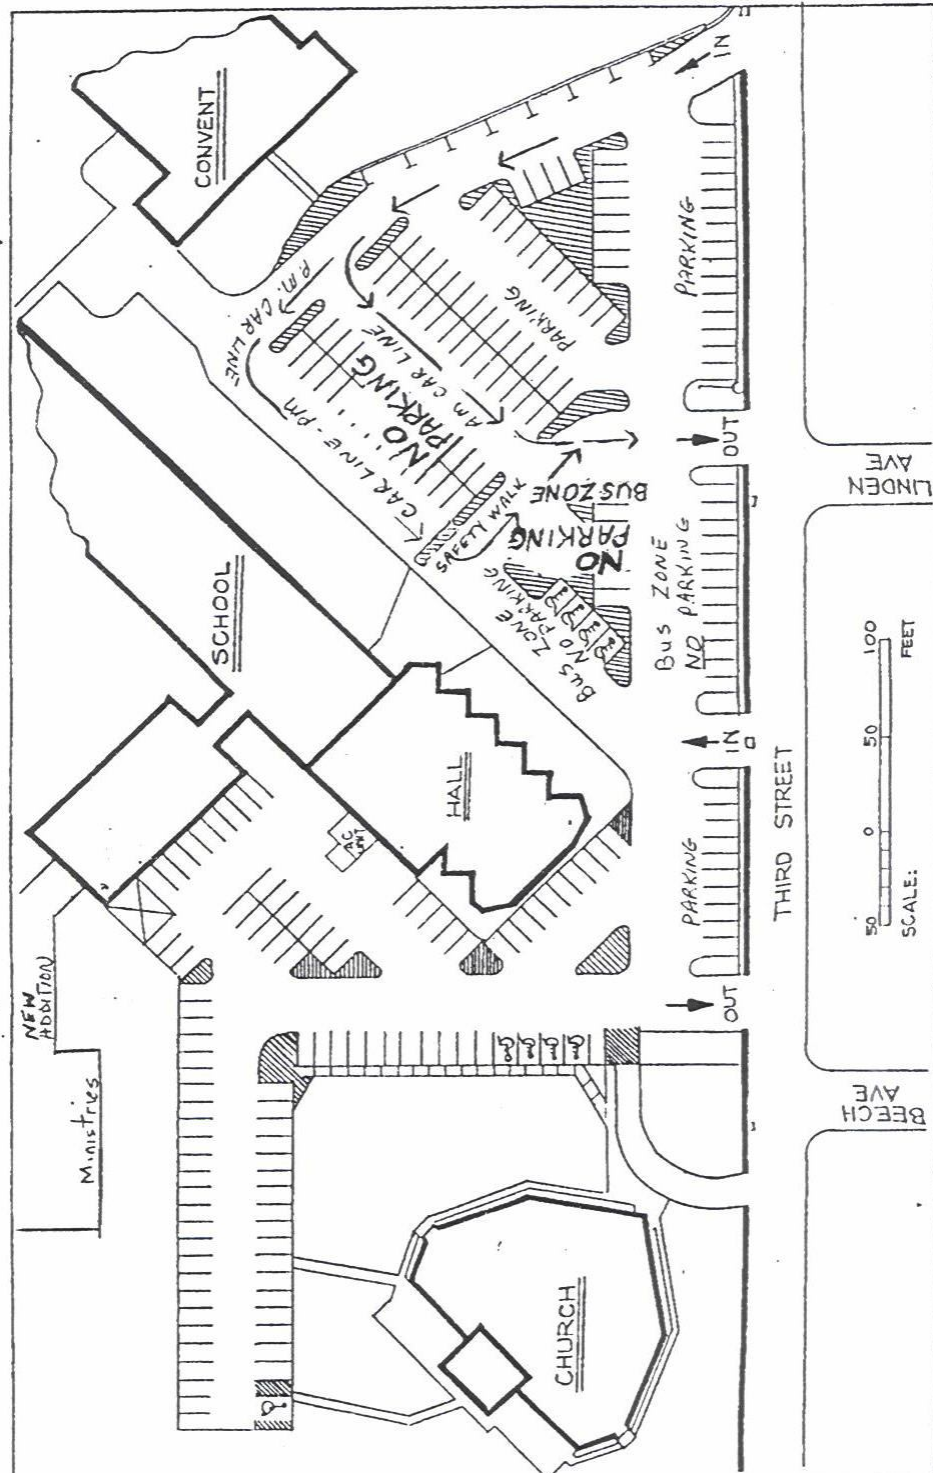 CONVENT
IN
PARKING
P.M. CAR LINE
CAR LINE - PM
NO
PARKING
AM CAR LINE
PARKING
OUT
LINDEN
AVE
SAFETY WALK
BUS ZONE
NO
PARKING
BUS ZONE
NO PARKING
BUS ZONE
NO PARKING
SCHOOL
HALL
AC
UNIT
IN
PARKING
THIRD STREET
50 0 50 100
SCALE: FEET
OUT
NEW
ADDITION
Ministries
BEECH
AVE
CHURCH